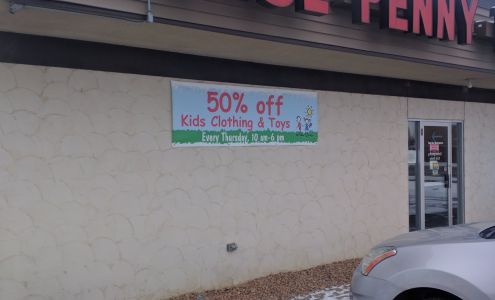 PENNY
50% off
Kids Clothing & Toys
Every Thursday, 10 am-6 pm